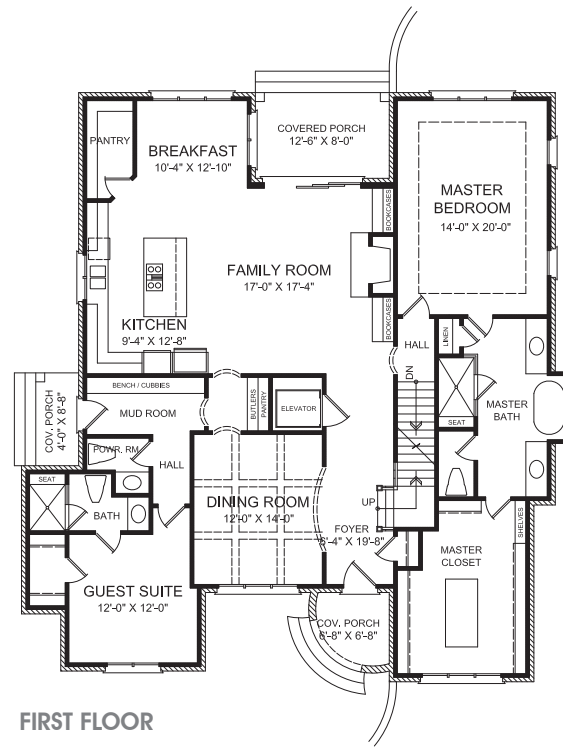 COVERED PORCH
12'-6" X 8'-0"
PANTRY
BREAKFAST
10'-4" X 12'-10"
MASTER
BEDROOM
14'-0" X 20'-0"
BOOKCASES
FAMILY ROOM
17'-0" X 17'-4"
KITCHEN
9'-4" X 12'-8"
BOOKCASES
HALL
LINEN
DN
BENCH / CUBBIES
MUD ROOM
COV. PORCH
4'-0" X 8'-8"
BUTLERS
PANTRY
ELEVATOR
MASTER
BATH
SEAT
POWR. RM.
HALL
SEAT
BATH
DINING ROOM
12'-0" X 14'-0"
UP
FOYER
6'-4" X 19'-8"
SHELVES
MASTER
CLOSET
GUEST SUITE
12'-0" X 12'-0"
COV. PORCH
6'-8" X 6'-8"
FIRST FLOOR